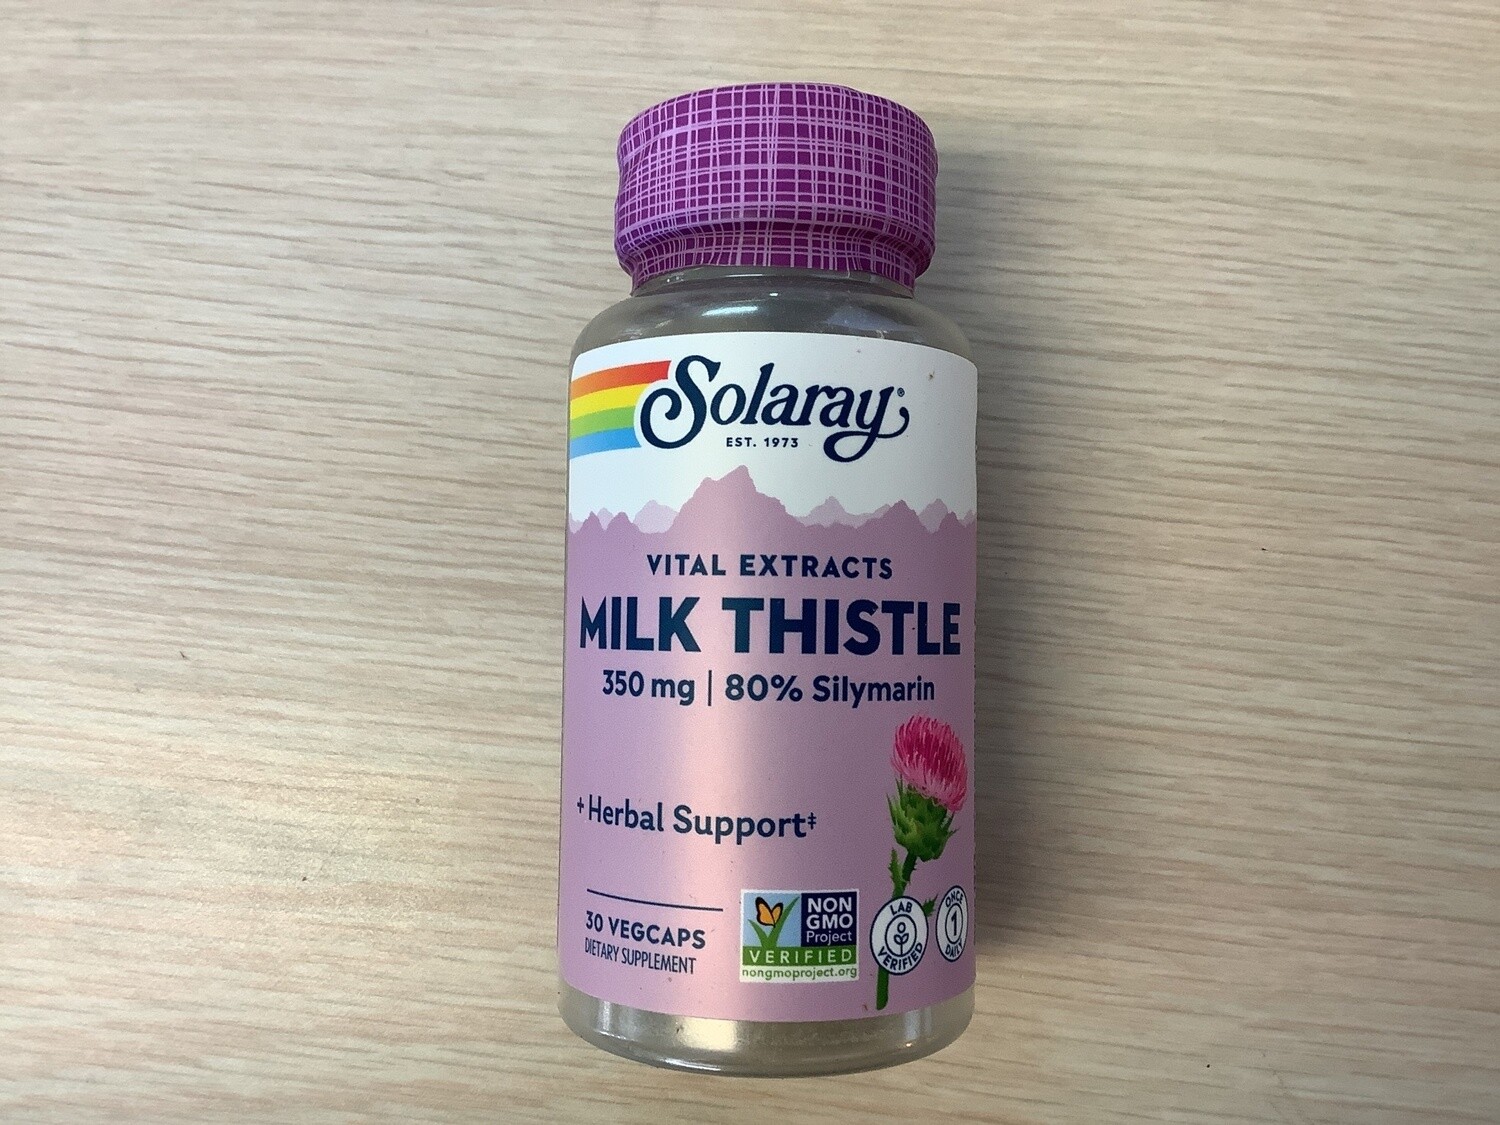 Solaray®
EST. 1973
VITAL EXTRACTS
MILK THISTLE
350 mg | 80% Silymarin
+ Herbal Support‡
30 VEGCAPS
DIETARY SUPPLEMENT
NON
GMO
Project
VERIFIED
nongmoproject.org
LAB
VERIFIED
ONCE
1
DAILY